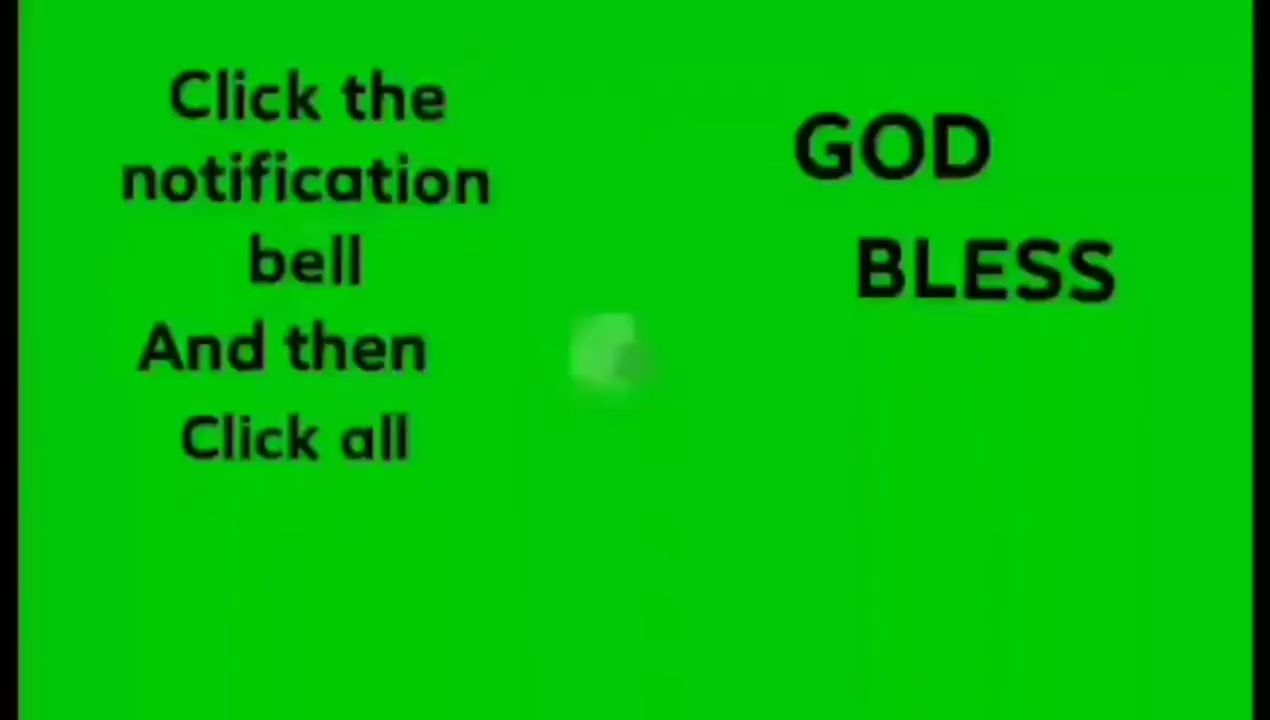 Click the
notification
bell
And then
Click all
GOD
BLESS